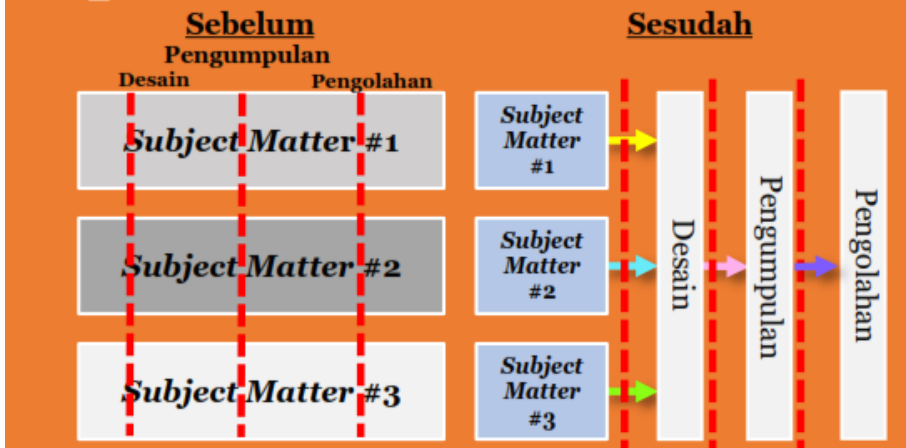 Sebelum
Pengumpulan
Desain
Pengolahan
Subject Matter #1
Subject Matter #2
Subject Matter #3
Sesudah
Subject
Matter
#1
Subject
Matter
#2
Subject
Matter
#3
Desain
Pengumpulan
Pengolahan